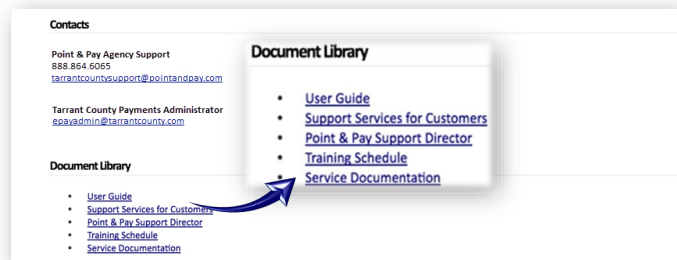 Contacts
Point & Pay Agency Support
888.864.6065
tarrantcountysupport@pointandpay.com
Tarrant County Payments Administrator
epayadmin@tarrantcounty.com
Document Library
• User Guide
• Support Services for Customers
• Point & Pay Support Director
• Training Schedule
• Service Documentation
Document Library
• User Guide
• Support Services for Customers
• Point & Pay Support Director
• Training Schedule
• Service Documentation